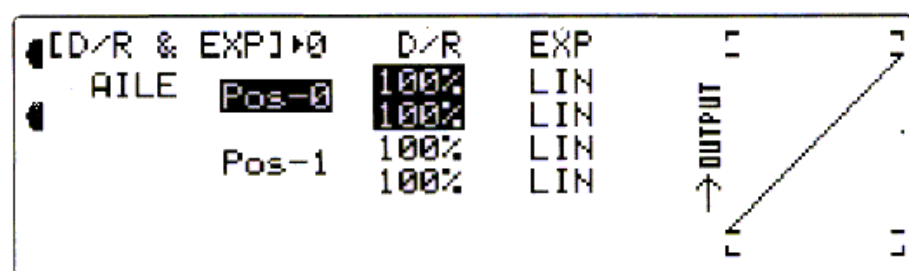 [D/R & EXP]▸0 D/R EXP
AILE Pos-0 100% LIN
100% LIN
Pos-1 100% LIN
100% LIN
→OUTPUT